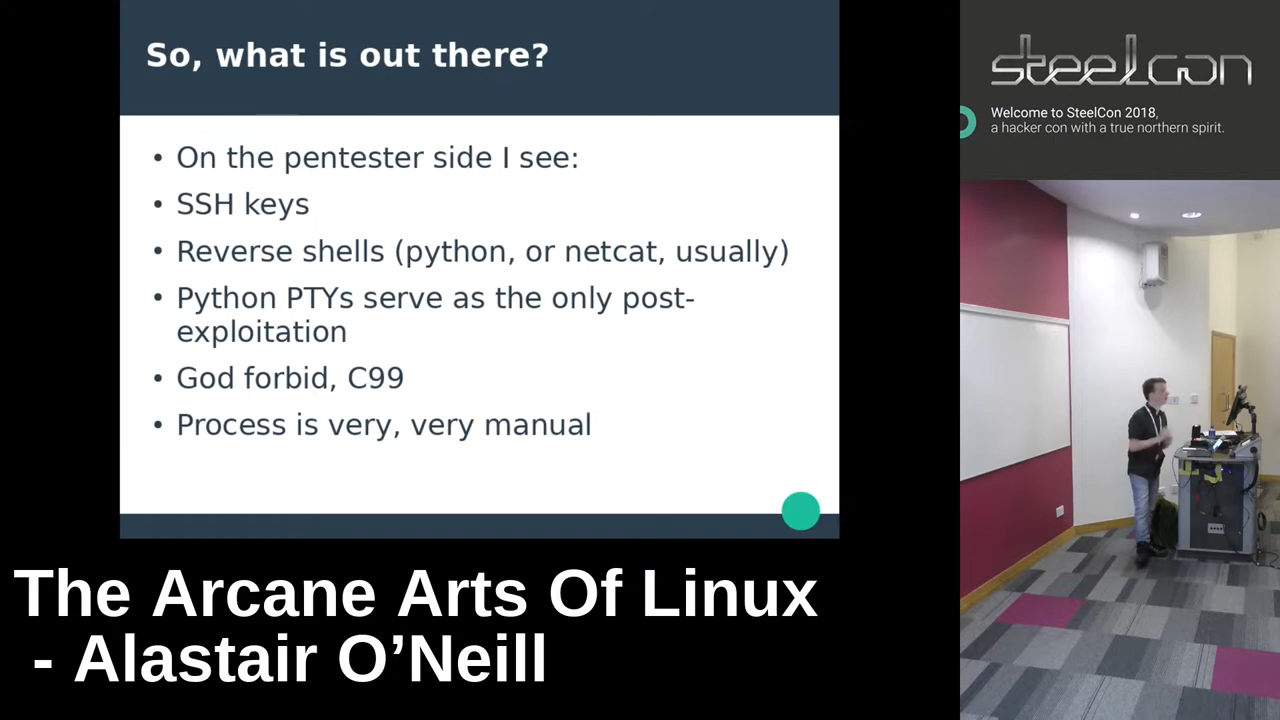 So, what is out there?
• On the pentester side I see:
• SSH keys
• Reverse shells (python, or netcat, usually)
• Python PTYs serve as the only post-
exploitation
• God forbid, C99
• Process is very, very manual
The Arcane Arts Of Linux
- Alastair O’Neill
steelcon
Welcome to SteelCon 2018,
a hacker con with a true northern spirit.